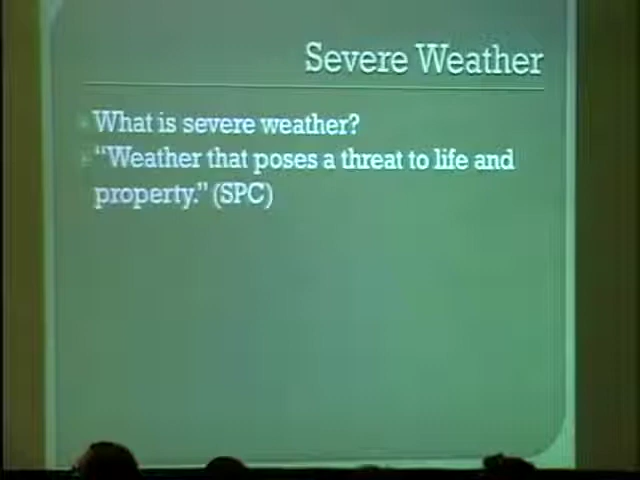 Severe Weather
What is severe weather?
“Weather that poses a threat to life and
property.” (SPC)